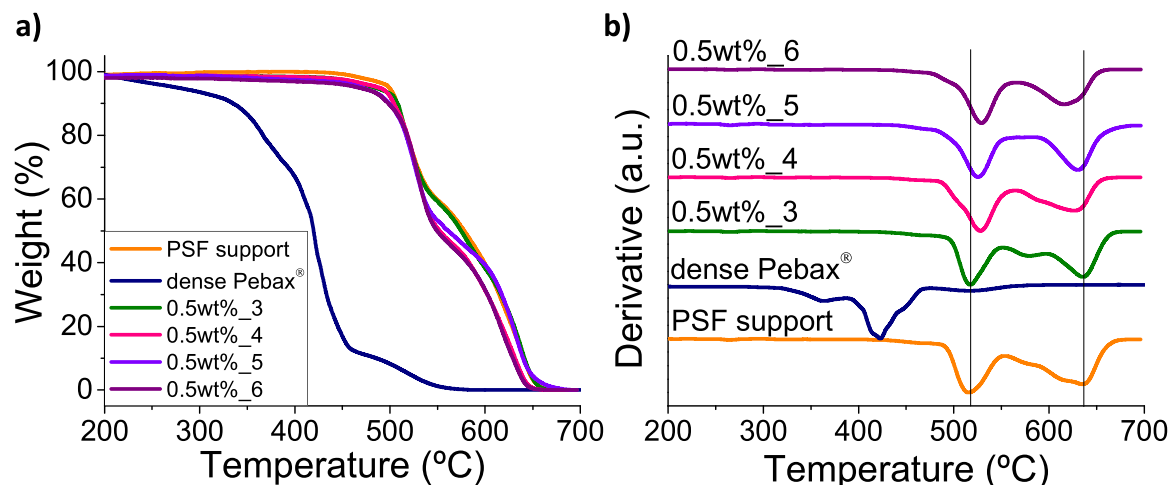 a)
Weight (%)
100
80
60
40
20
0
PSF support
dense Pebax®
0.5wt%_3
0.5wt%_4
0.5wt%_5
0.5wt%_6
200 300 400 500 600 700
Temperature (ºC)
b)
Derivative (a.u.)
0.5wt%_6
0.5wt%_5
0.5wt%_4
0.5wt%_3
dense Pebax®
PSF support
200 300 400 500 600 700
Temperature (ºC)